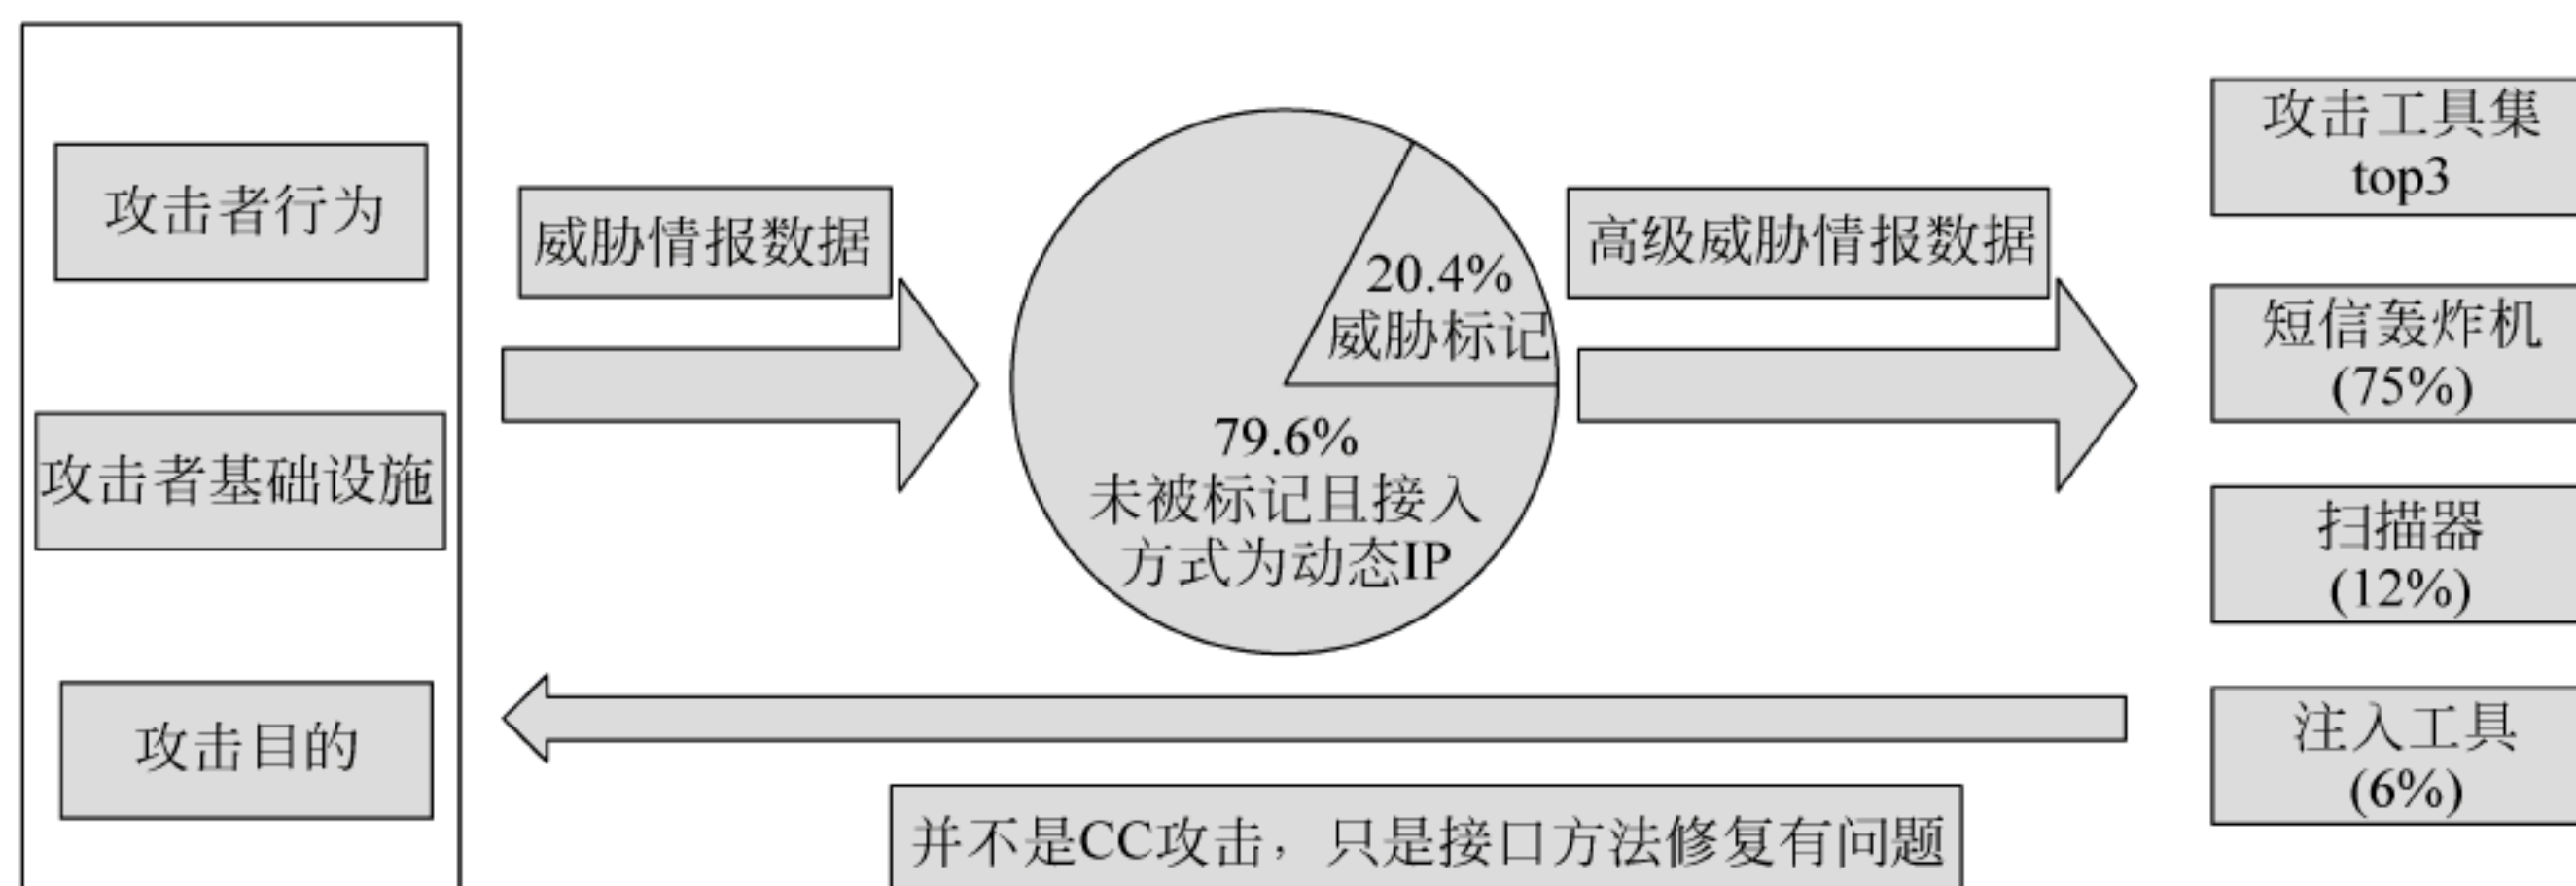 攻击者行为
攻击者基础设施
攻击目的
威胁情报数据
20.4%
威胁标记
79.6%
未被标记且接入
方式为动态IP
高级威胁情报数据
攻击工具集
top3
短信轰炸机
(75%)
扫描器
(12%)
注入工具
(6%)
并不是CC攻击，只是接口方法修复有问题